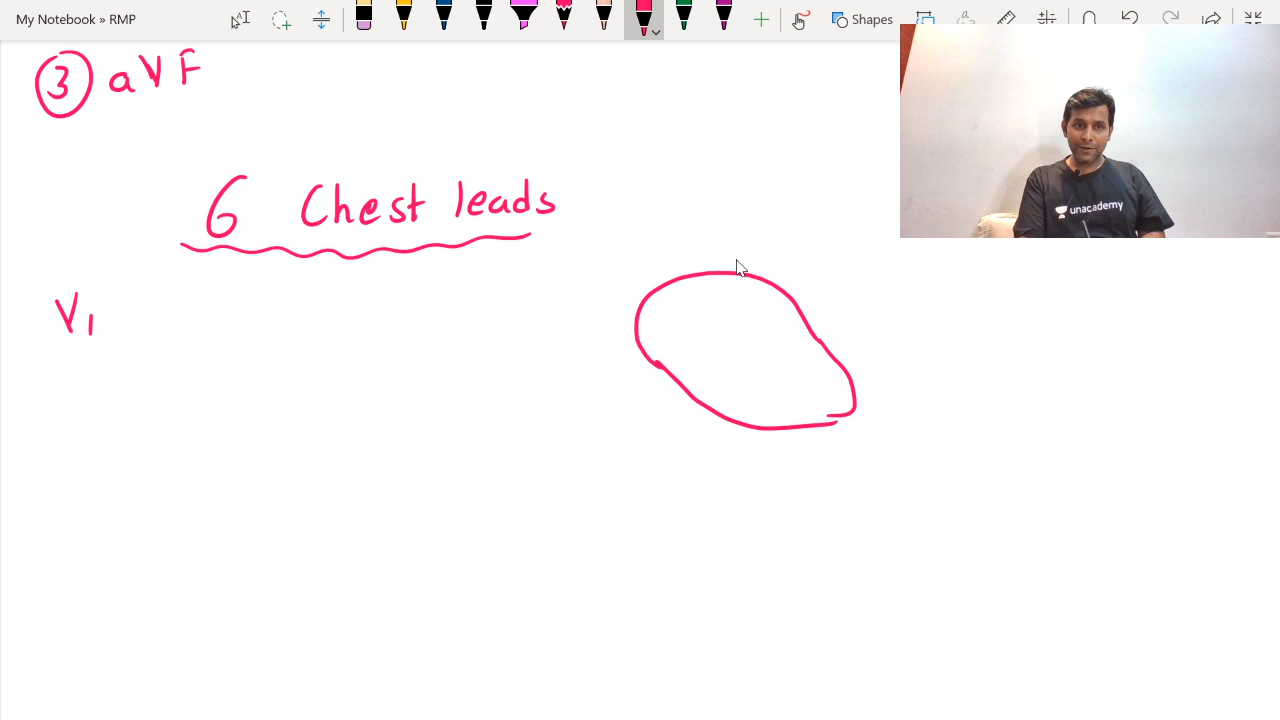 My Notebook » RMP
Shapes
3 aVF
unacademy
6 Chest leads
V1